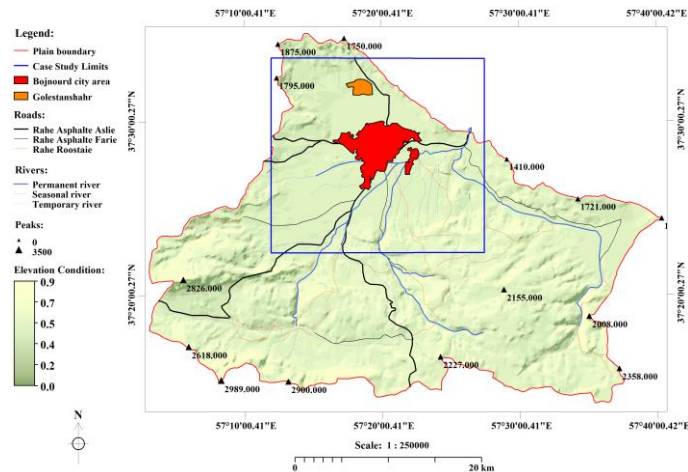 57°10'00.41"E
57°20'00.41"E
57°30'00.41"E
57°40'00.42"E
Legend:
Plain boundary
Case Study Limits
Bojnourd city area
Golestanshahr
Roads:
Rahe Asphalte Aslie
Rahe Asphalte Farie
Rahe Roostaie
Rivers:
Permanent river
Seasonal river
Temporary river
Peaks:
0
3500
Elevation Condition:
0.9
0.7
0.6
0.5
0.4
0.3
0.2
0.0
N
1875.000
1750.000
1795.000
1410.000
1721.000
1
2826.000
2155.000
2008.000
2618.000
2227.000
2358.000
2989.000
2900.000
37°30'00.27"N
37°20'00.27"N
37°30'00.27"N
37°20'00.27"N
57°10'00.41"E
57°20'00.41"E
57°30'00.41"E
57°40'00.42"E
Scale: 1 : 250000
0
20 km